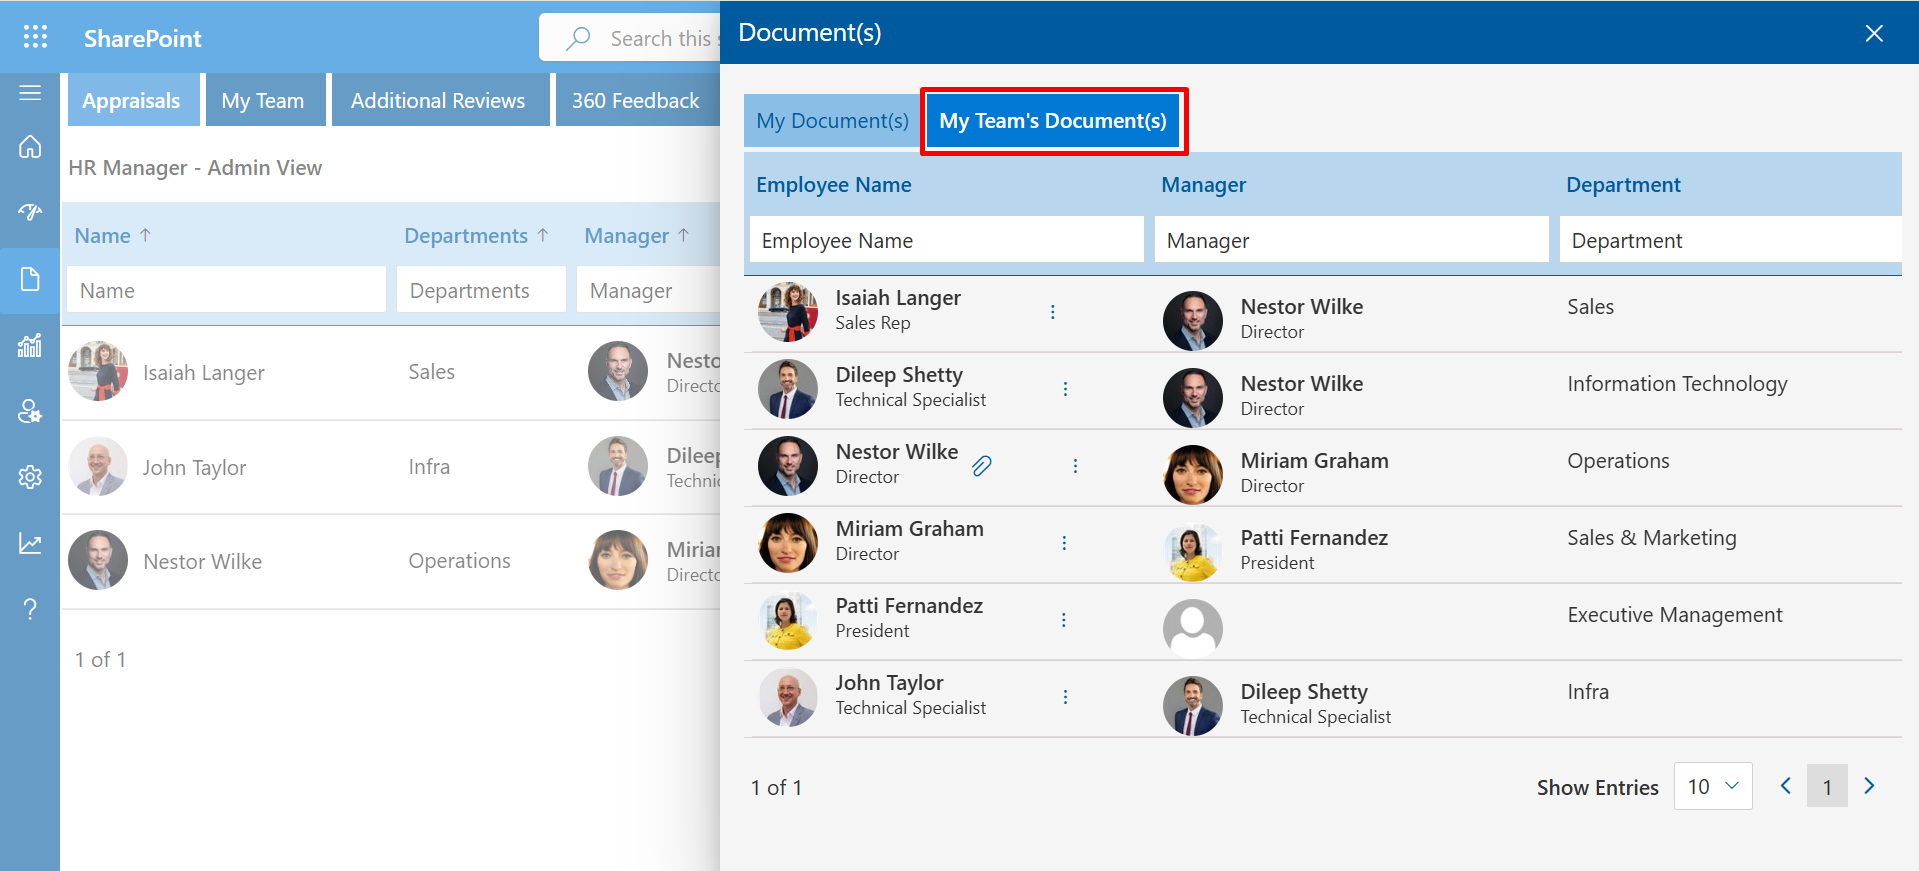 SharePoint
Search this s
Appraisals
My Team
Additional Reviews
360 Feedback
HR Manager - Admin View
Name ↑
Departments ↑
Manager ↑
Name
Departments
Manager
Isaiah Langer
Sales
Nesto
Directo
John Taylor
Infra
Dileep
Technic
Nestor Wilke
Operations
Miriam
Directo
1 of 1
Document(s)
My Document(s)
My Team's Document(s)
Employee Name
Manager
Department
Employee Name
Manager
Department
Isaiah Langer
Sales Rep
Nestor Wilke
Director
Sales
Dileep Shetty
Technical Specialist
Nestor Wilke
Director
Information Technology
Nestor Wilke
Director
Miriam Graham
Director
Operations
Miriam Graham
Director
Patti Fernandez
President
Sales & Marketing
Patti Fernandez
President
Executive Management
John Taylor
Technical Specialist
Dileep Shetty
Technical Specialist
Infra
1 of 1
Show Entries
10
1